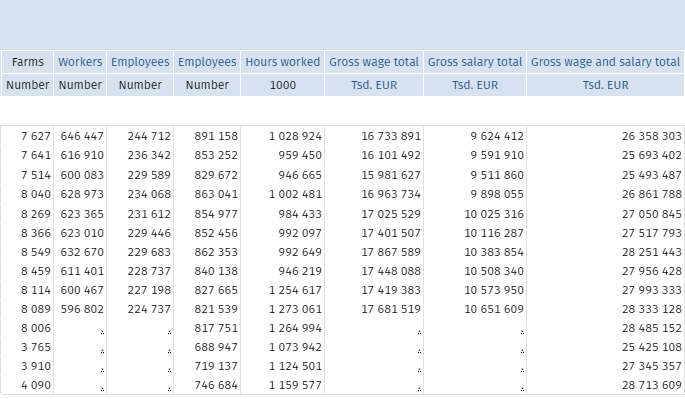 Farms Workers Employees Employees Hours worked Gross wage total Gross salary total Gross wage and salary total
Number Number Number Number 1000 Tsd. EUR Tsd. EUR Tsd. EUR
7 627 646 447 244 712 891 158 1 028 924 16 733 891 9 624 412 26 358 303
7 641 616 910 236 342 853 252 959 450 16 101 492 9 591 910 25 693 402
7 514 600 083 229 589 829 672 946 665 15 981 627 9 511 860 25 493 487
8 040 628 973 234 068 863 041 1 002 481 16 963 734 9 898 055 26 861 788
8 269 623 365 231 612 854 977 984 433 17 025 529 10 025 316 27 050 845
8 366 623 010 229 446 852 456 992 097 17 401 507 10 116 287 27 517 793
8 549 632 670 229 683 862 353 992 649 17 867 589 10 383 854 28 251 443
8 459 611 401 228 737 840 138 946 219 17 448 088 10 508 340 27 956 428
8 114 600 467 227 198 827 665 1 254 617 17 419 383 10 573 950 27 993 333
8 089 596 802 224 737 821 539 1 273 061 17 681 519 10 651 609 28 333 128
8 006 . . 817 751 1 264 994 . . 28 485 152
3 765 . . 688 947 1 073 942 . . 25 425 108
3 910 . . 719 137 1 124 501 . . 27 345 357
4 090 . . 746 684 1 159 577 . . 28 713 609